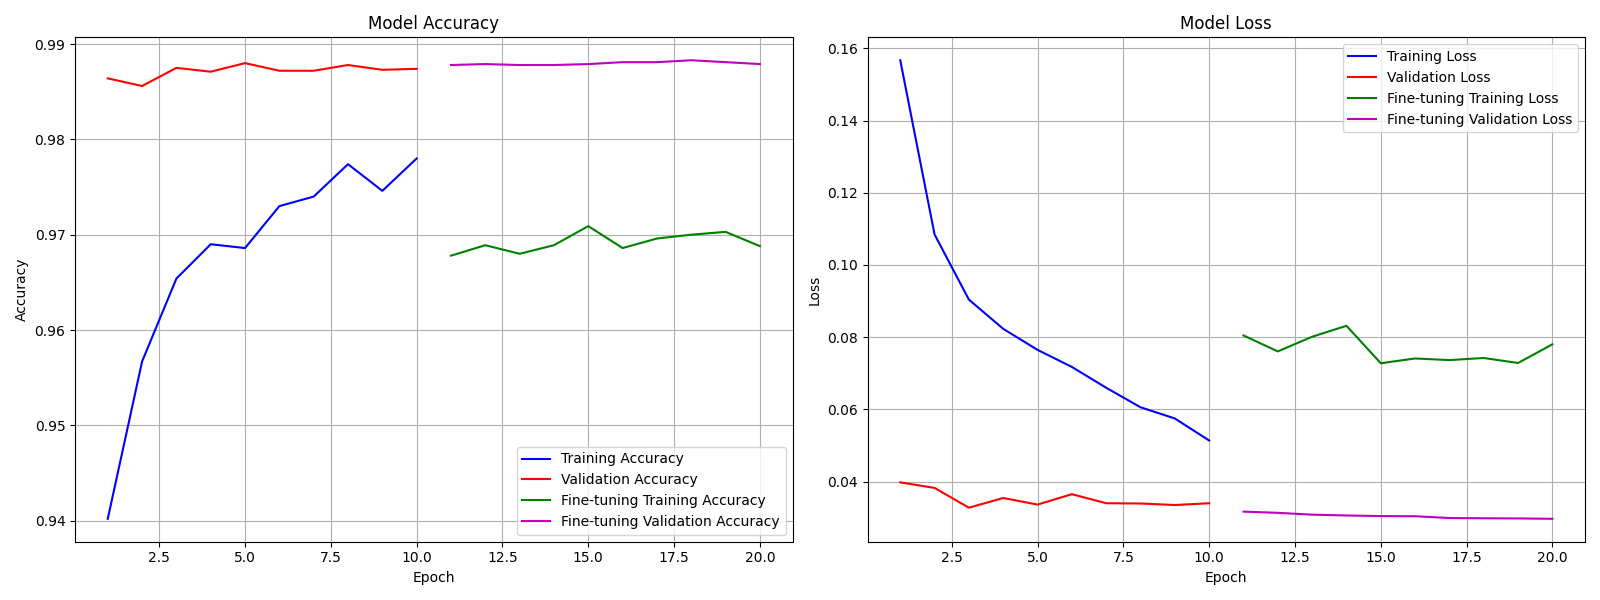 Model Accuracy
0.99
0.98
0.97
0.96
0.95
0.94
Accuracy
2.5 5.0 7.5 10.0 12.5 15.0 17.5 20.0
Epoch
Training Accuracy
Validation Accuracy
Fine-tuning Training Accuracy
Fine-tuning Validation Accuracy
Model Loss
0.16
0.14
0.12
0.10
0.08
0.06
0.04
Loss
2.5 5.0 7.5 10.0 12.5 15.0 17.5 20.0
Epoch
Training Loss
Validation Loss
Fine-tuning Training Loss
Fine-tuning Validation Loss